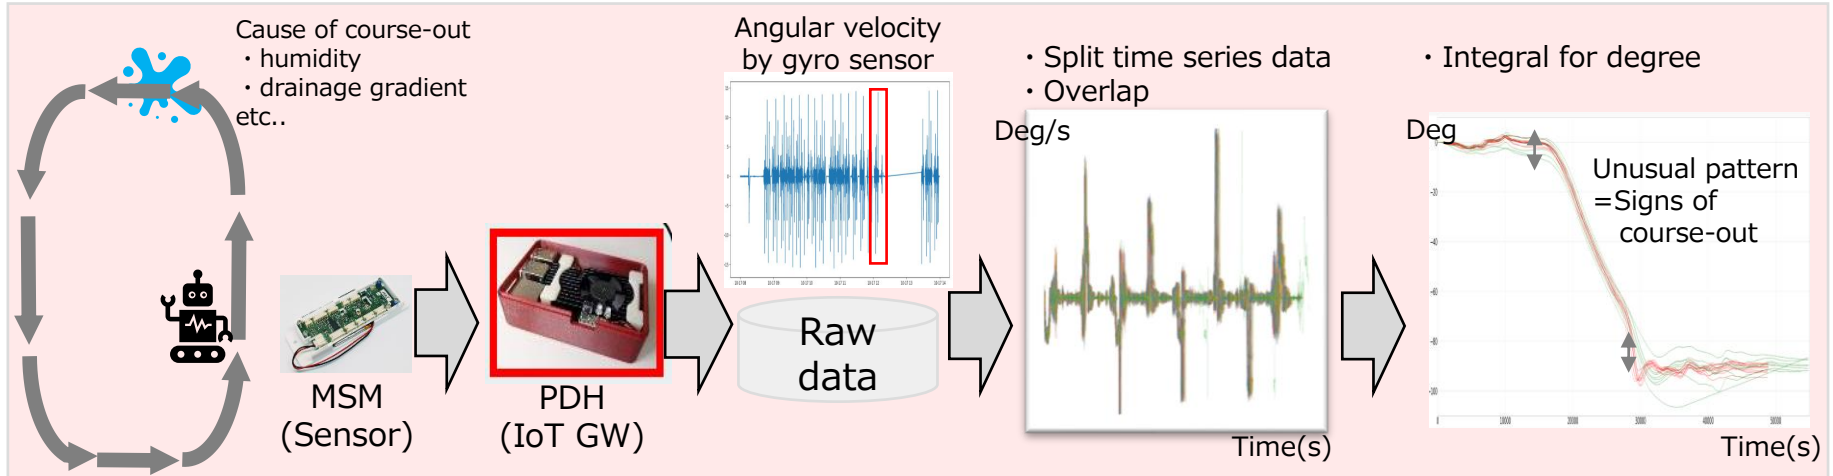 Cause of course-out
・humidity
・drainage gradient
etc..
MSM
(Sensor)
PDH
(IoT GW)
Angular velocity
by gyro sensor
Raw
data
・Split time series data
・Overlap
Deg/s
Time(s)
・Integral for degree
Deg
Unusual pattern
=Signs of
course-out
Time(s)